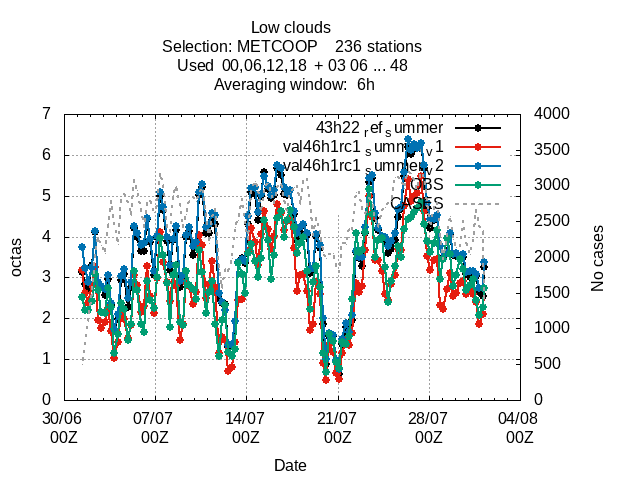 Low clouds
Selection: METCOOP 236 stations
Used 00,06,12,18 + 03 06 ... 48
Averaging window: 6h
43h22_ref_summer
val46h1rc1_summer_v1
val46h1rc1_summer_v2
OBS
CASES
octas
7
6
5
4
3
2
1
0
No cases
4000
3500
3000
2500
2000
1500
1000
500
0
30/06 07/07 14/07 21/07 28/07 04/08
00Z 00Z 00Z 00Z 00Z 00Z
Date